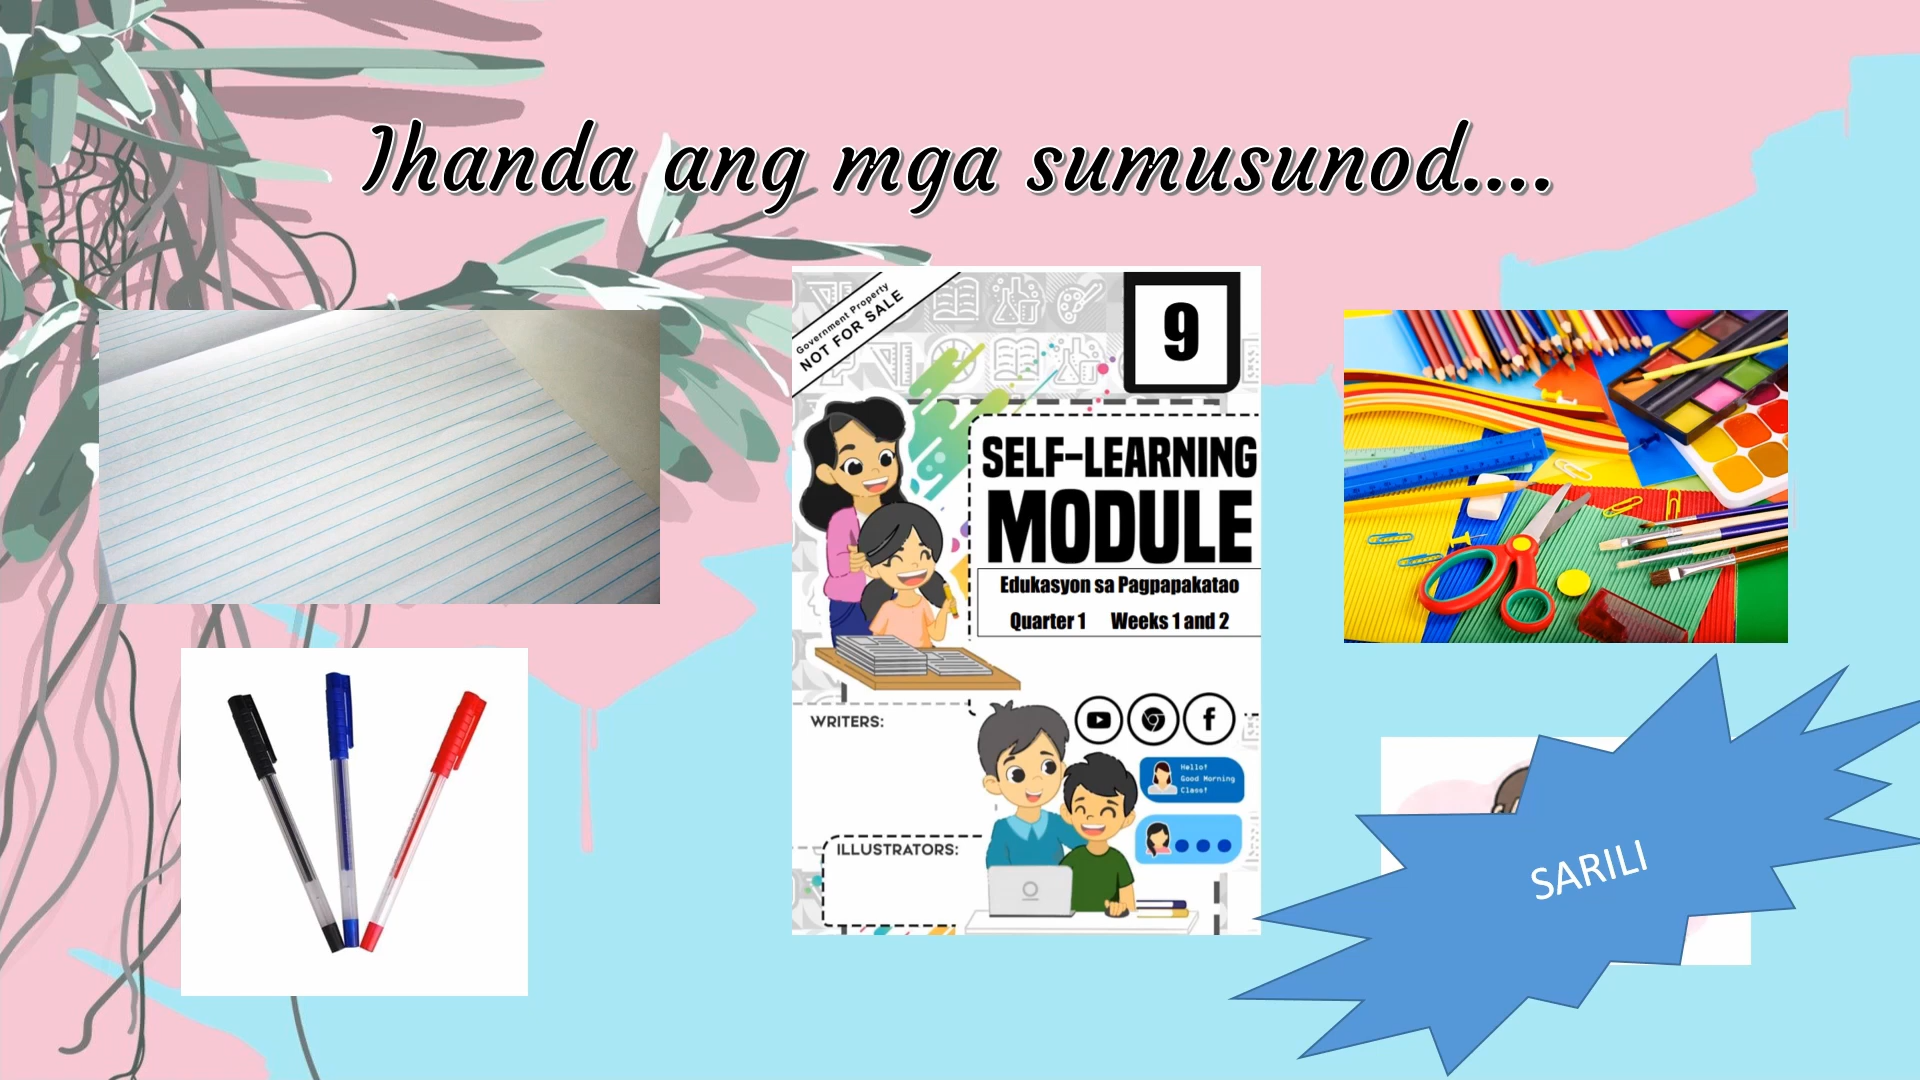 Ihanda ang mga sumusunod....
Government Property
NOT FOR SALE
9
SELF-LEARNING
MODULE
Edukasyon sa Pagpapakatao
Quarter 1 Weeks 1 and 2
WRITERS:
Hello!
Good Morning
Class!
ILLUSTRATORS:
SARILI